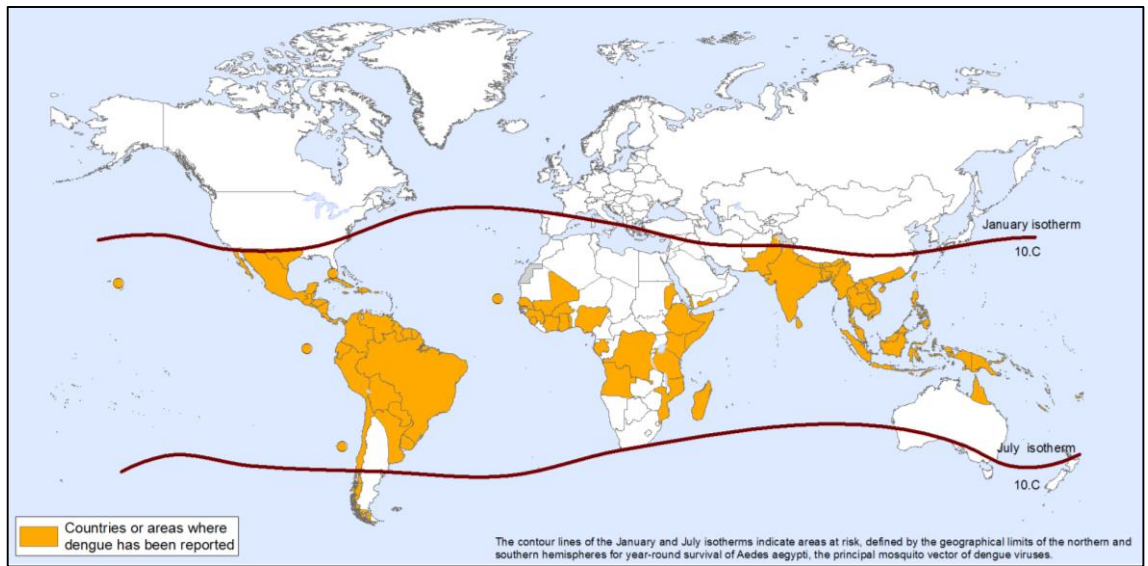 January isotherm
10.C
July isotherm
10.C
Countries or areas where
dengue has been reported
The contour lines of the January and July isotherms indicate areas at risk, defined by the geographical limits of the northern and
southern hemispheres for year-round survival of Aedes aegypti, the principal mosquito vector of dengue viruses.